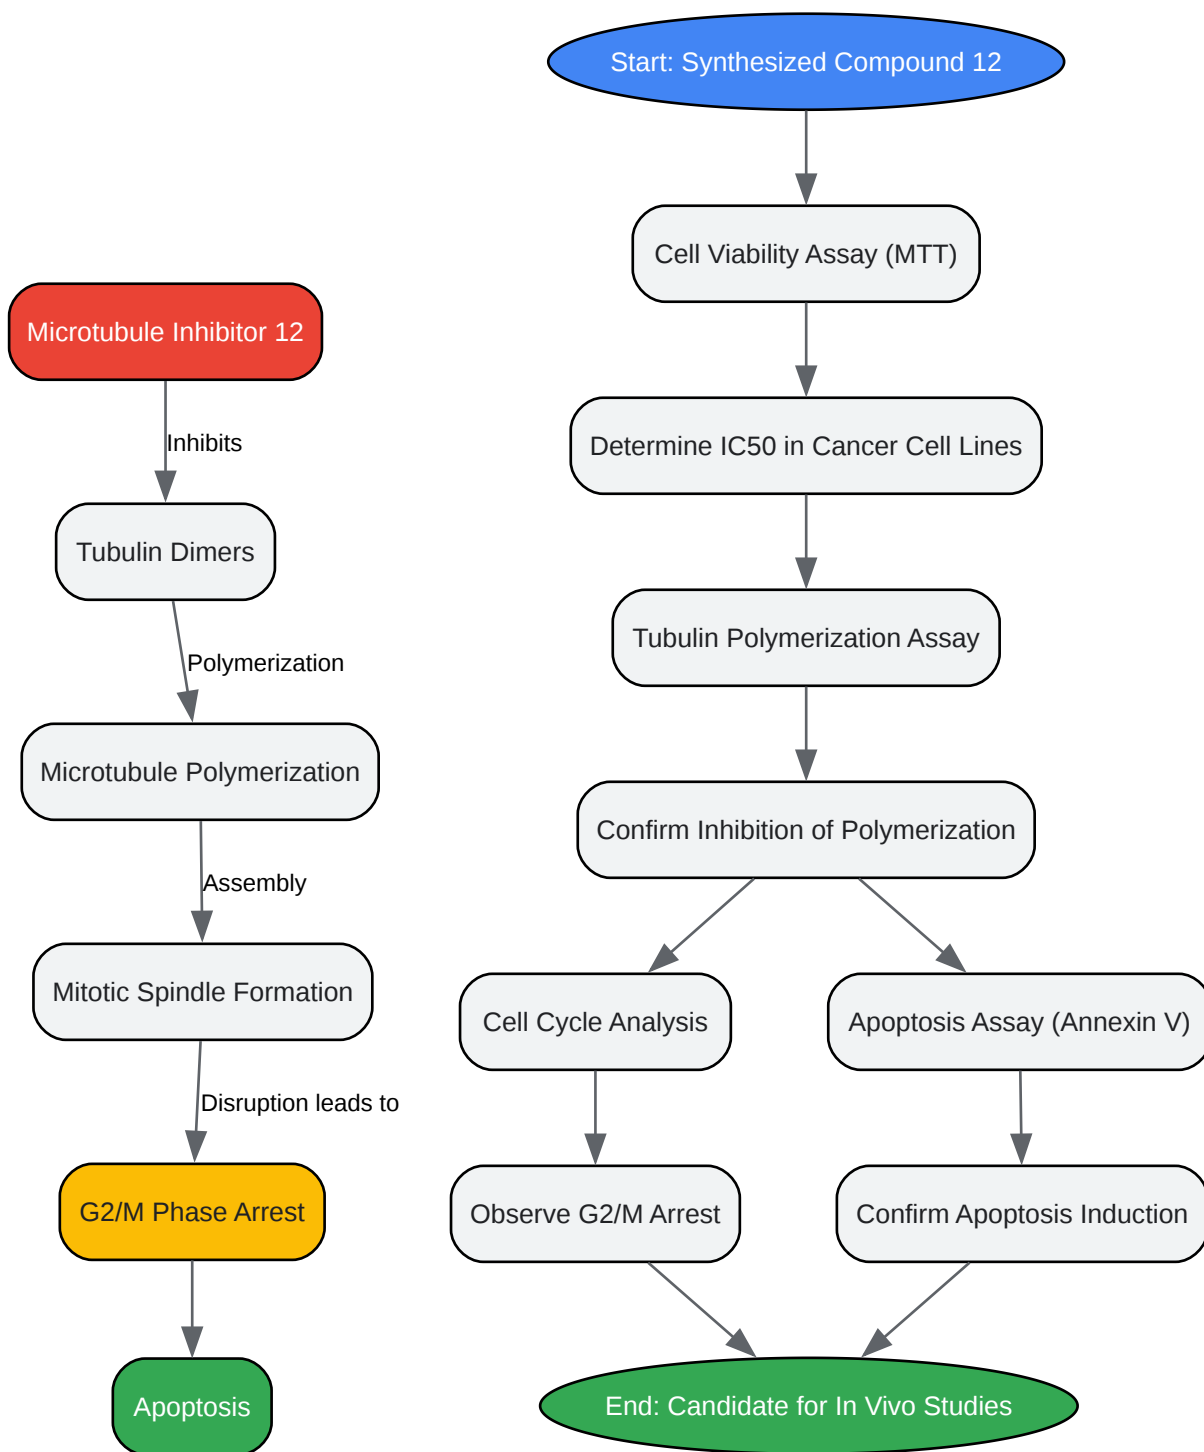 Microtubule Inhibitor 12
Inhibits
Tubulin Dimers
Polymerization
Microtubule Polymerization
Assembly
Mitotic Spindle Formation
Disruption leads to
G2/M Phase Arrest
Apoptosis
Start: Synthesized Compound 12
Cell Viability Assay (MTT)
Determine IC50 in Cancer Cell Lines
Tubulin Polymerization Assay
Confirm Inhibition of Polymerization
Cell Cycle Analysis
Observe G2/M Arrest
Apoptosis Assay (Annexin V)
Confirm Apoptosis Induction
End: Candidate for In Vivo Studies